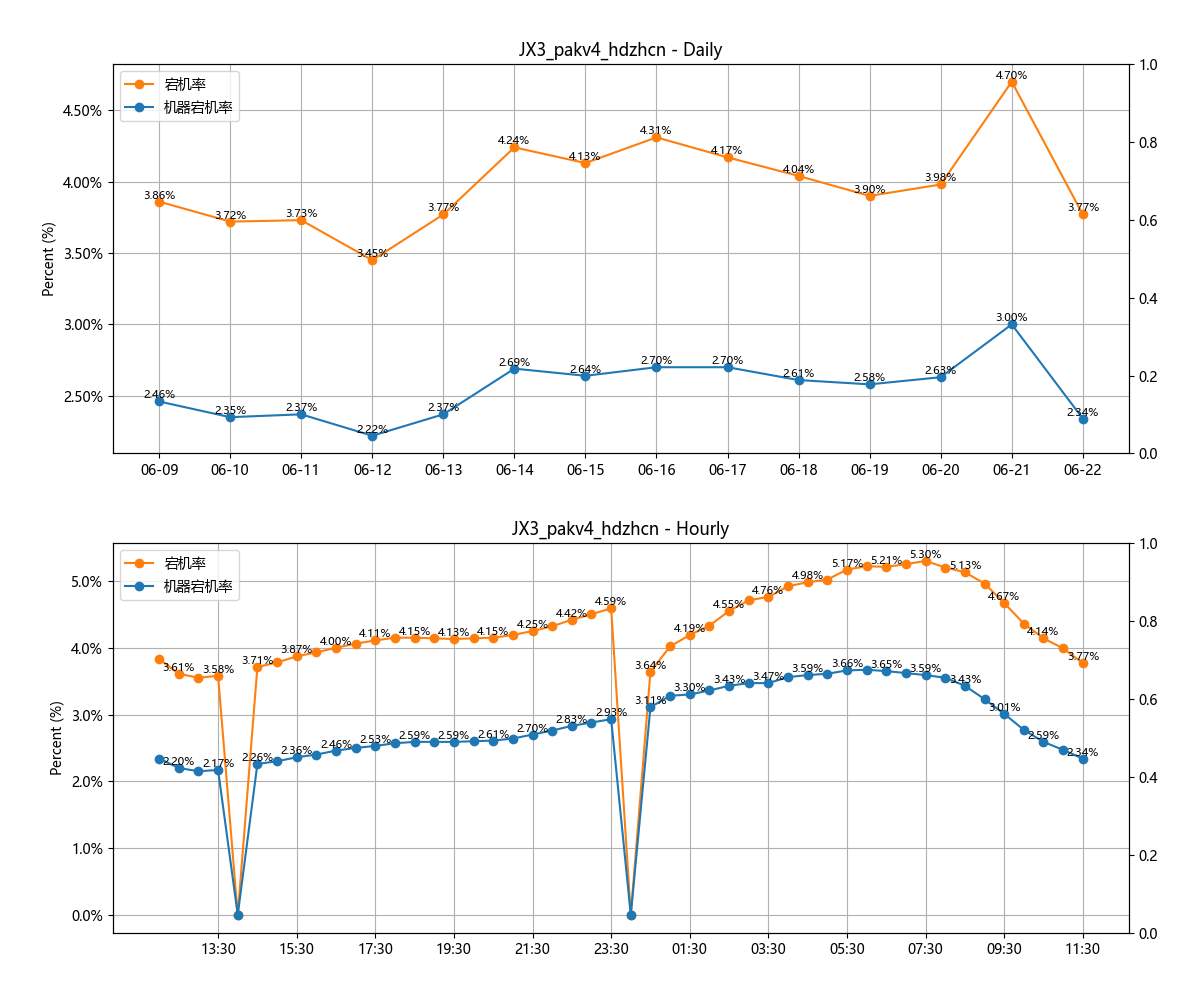 JX3_pakv4_hdzhcn - Daily
宕机率
机器宕机率
Percent (%)
4.50%
4.00%
3.50%
3.00%
2.50%
1.0
0.8
0.6
0.4
0.2
0.0
3.86% 3.72% 3.73% 3.45% 3.77% 4.24% 4.13% 4.31% 4.17% 4.04% 3.90% 3.98% 4.70% 3.77%
2.46% 2.35% 2.37% 2.22% 2.37% 2.69% 2.64% 2.70% 2.70% 2.61% 2.58% 2.63% 3.00% 2.34%
06-09 06-10 06-11 06-12 06-13 06-14 06-15 06-16 06-17 06-18 06-19 06-20 06-21 06-22
JX3_pakv4_hdzhcn - Hourly
宕机率
机器宕机率
Percent (%)
5.0%
4.0%
3.0%
2.0%
1.0%
0.0%
1.0
0.8
0.6
0.4
0.2
0.0
3.61% 3.58% 3.71% 3.87% 4.00% 4.11% 4.15% 4.13% 4.15% 4.25% 4.42% 4.59% 3.64% 4.19% 4.55% 4.76% 4.98% 5.17% 5.21% 5.30% 5.13% 4.67% 4.14% 3.77%
2.20% 2.17% 2.26% 2.36% 2.46% 2.53% 2.59% 2.59% 2.61% 2.70% 2.83% 2.93% 3.11% 3.30% 3.43% 3.47% 3.59% 3.66% 3.65% 3.59% 3.43% 3.01% 2.59% 2.34%
13:30 15:30 17:30 19:30 21:30 23:30 01:30 03:30 05:30 07:30 09:30 11:30